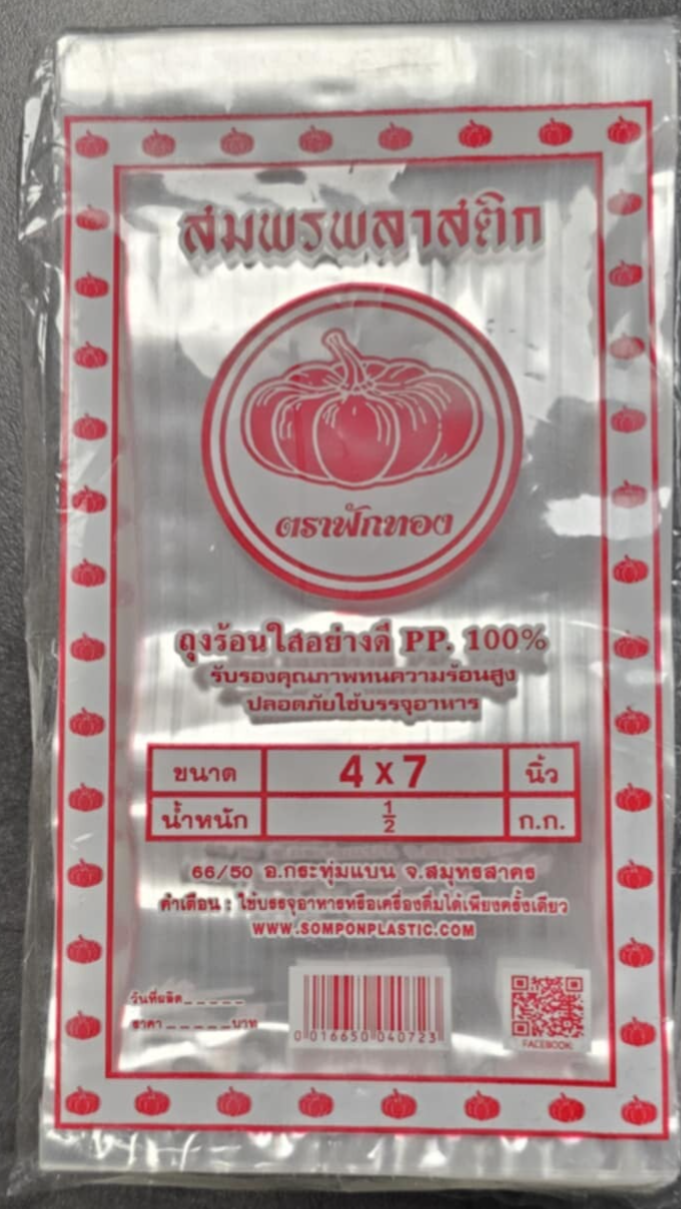 สมพรพลาสติก
ตราฟักทอง
ถุงร้อนใสอย่างดี PP. 100%
รับรองคุณภาพทนความร้อนสูง
ปลอดภัยใช้บรรจุอาหาร
ขนาด 4 x 7 นิ้ว
น้ำหนัก ½ ก.ก.
66/50 อ.กระทุ่มแบน จ.สมุทรสาคร
คำเตือน : ใช้บรรจุอาหารหรือเครื่องดื่มได้เพียงครั้งเดียว
WWW.SOMPONPLASTIC.COM
วันที่ผลิต_ _ _ _ _
ราคา _ _ _ _ _ บาท
0 016650 040723
FACEBOOK